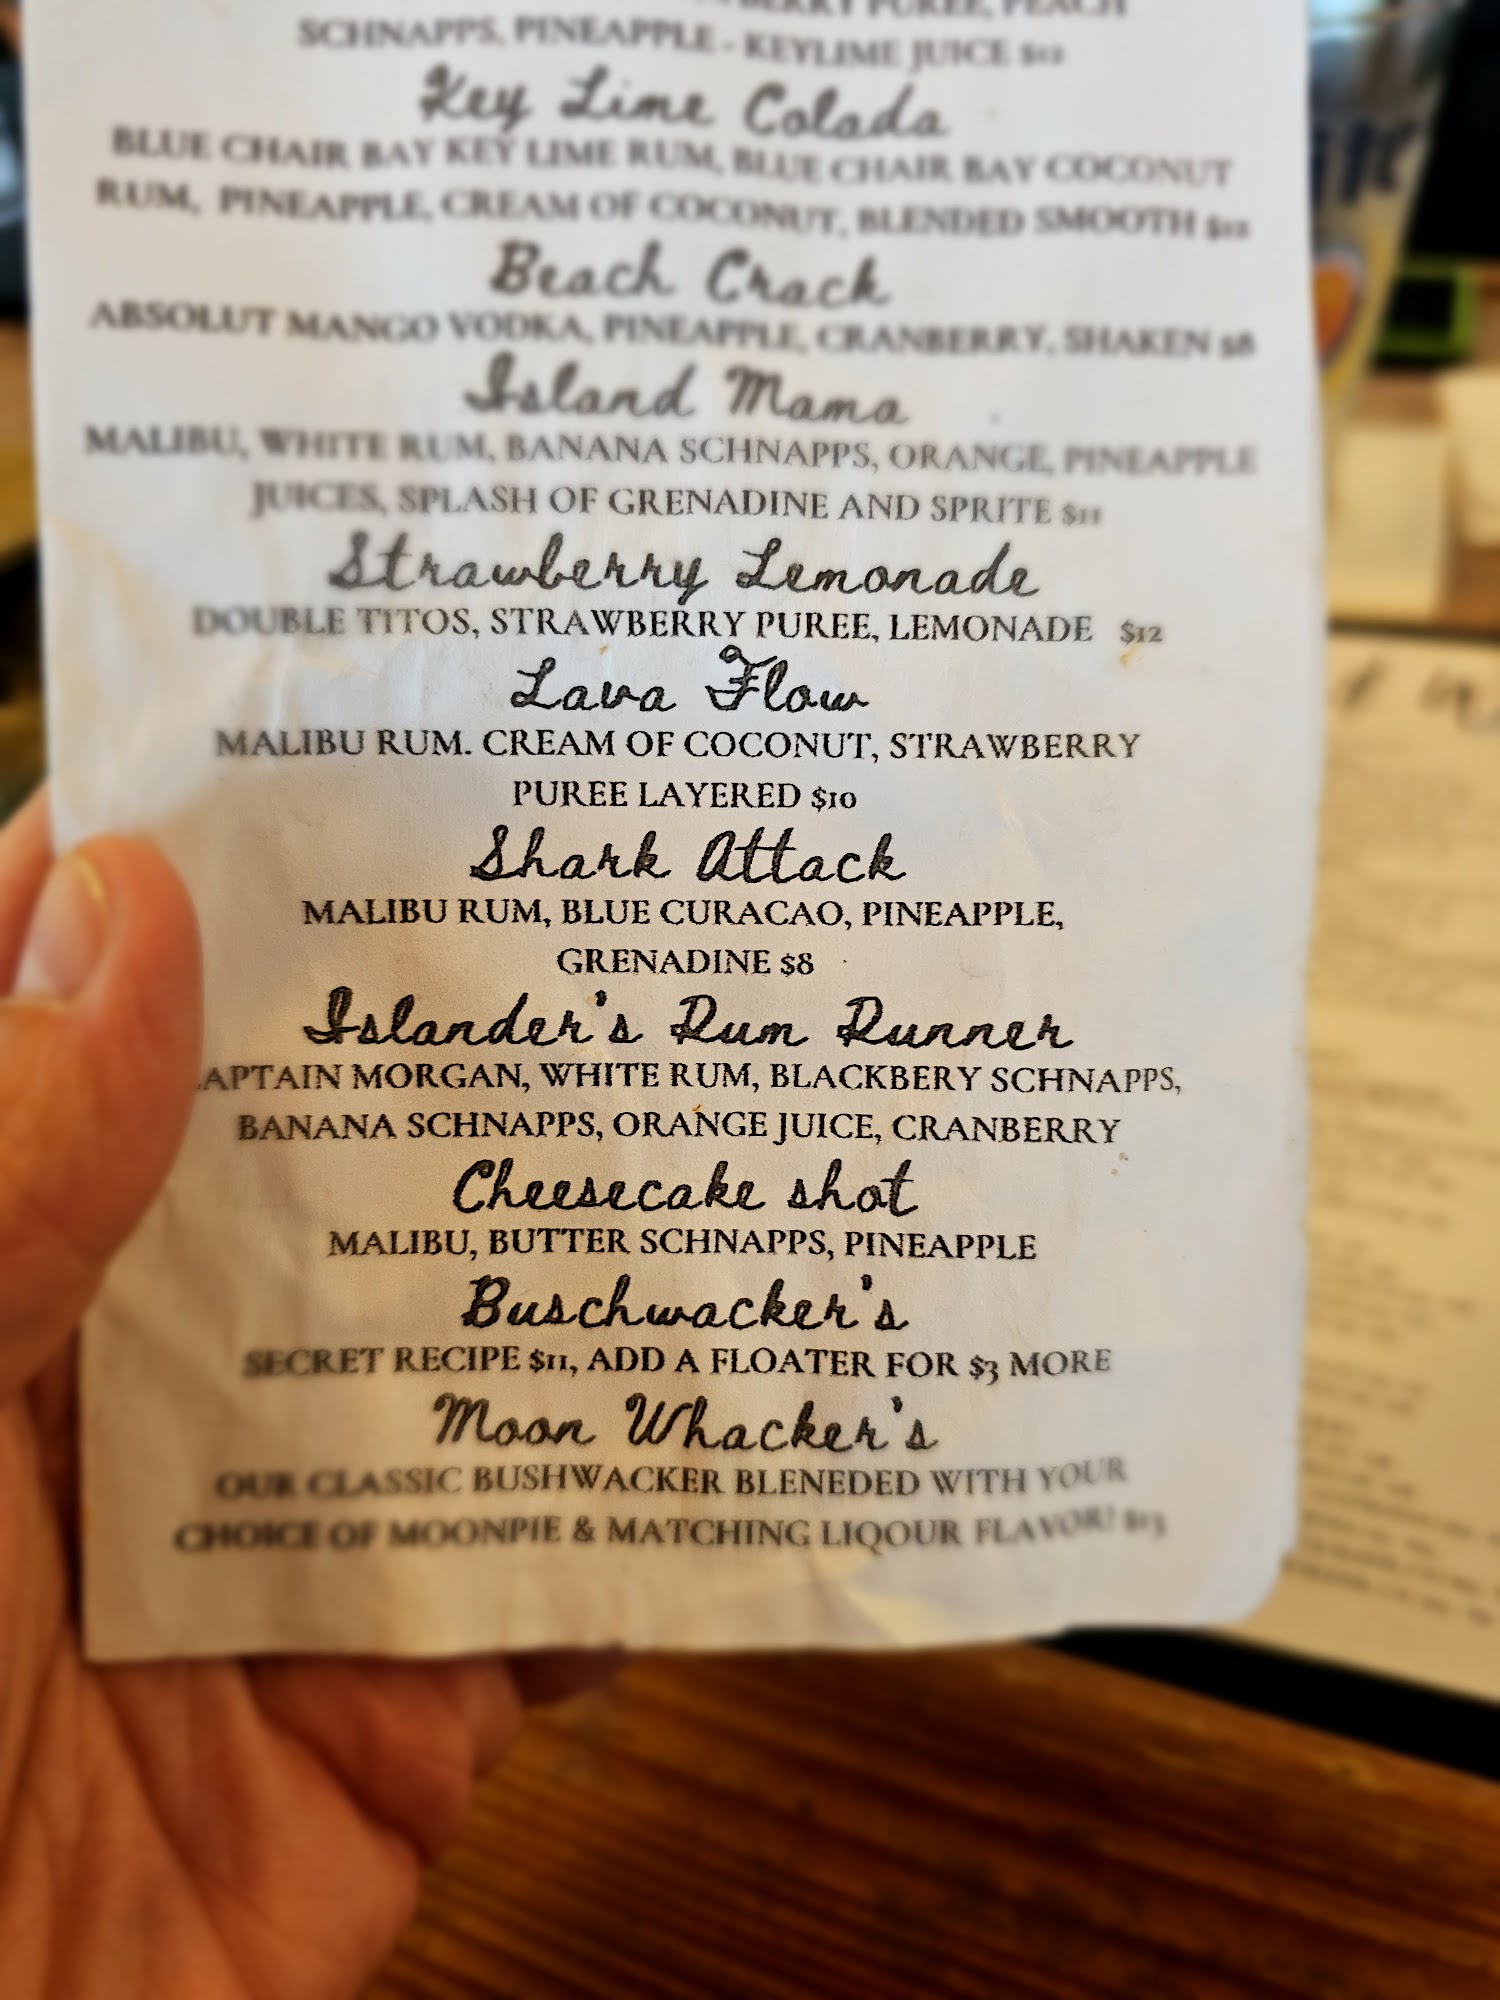 BERRY PUREE, PEACH
SCHNAPPS, PINEAPPLE - KEYLIME JUICE $12
Key Lime Colada
BLUE CHAIR BAY KEY LIME RUM, BLUE CHAIR BAY COCONUT
RUM, PINEAPPLE, CREAM OF COCONUT, BLENDED SMOOTH $12
Beach Crack
ABSOLUT MANGO VODKA, PINEAPPLE, CRANBERRY, SHAKEN $8
Island Mama
MALIBU, WHITE RUM, BANANA SCHNAPPS, ORANGE, PINEAPPLE
JUICES, SPLASH OF GRENADINE AND SPRITE $11
Strawberry Lemonade
DOUBLE TITOS, STRAWBERRY PUREE, LEMONADE $12
Lava Flow
MALIBU RUM. CREAM OF COCONUT, STRAWBERRY
PUREE LAYERED $10
Shark Attack
MALIBU RUM, BLUE CURACAO, PINEAPPLE,
GRENADINE $8
Islander's Rum Runner
APTAIN MORGAN, WHITE RUM, BLACKBERY SCHNAPPS,
BANANA SCHNAPPS, ORANGE JUICE, CRANBERRY
Cheesecake shot
MALIBU, BUTTER SCHNAPPS, PINEAPPLE
Buschwacker's
SECRET RECIPE $11, ADD A FLOATER FOR $3 MORE
Moon Whacker's
OUR CLASSIC BUSHWACKER BLENEDED WITH YOUR
CHOICE OF MOONPIE & MATCHING LIQOUR FLAVOR! $13